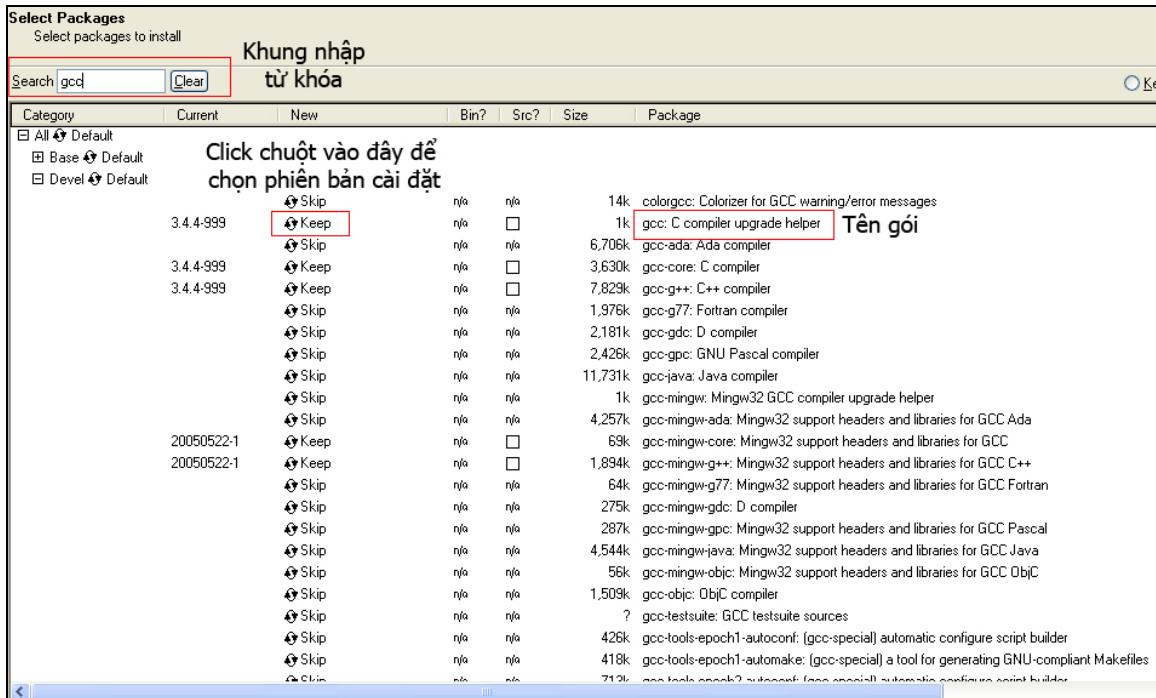 Select Packages
Select packages to install
Khung nhập
từ khóa
Search gcc Clear
Ke
Category Current New Bin? Src? Size Package
All Default
Base Default
Click chuột vào đây để
chọn phiên bản cài đặt
Devel Default
Skip n/a n/a 14k colorgcc: Colorizer for GCC warning/error messages
3.4.4-999 Keep n/a 1k gcc: C compiler upgrade helper Tên gói
Skip n/a n/a 6,706k gcc-ada: Ada compiler
3.4.4-999 Keep n/a 3,630k gcc-core: C compiler
3.4.4-999 Keep n/a 7,829k gcc-g++: C++ compiler
Skip n/a n/a 1,976k gcc-g77: Fortran compiler
Skip n/a n/a 2,181k gcc-gdc: D compiler
Skip n/a n/a 2,426k gcc-gpc: GNU Pascal compiler
Skip n/a n/a 11,731k gcc-java: Java compiler
Skip n/a n/a 1k gcc-mingw: Mingw32 GCC compiler upgrade helper
Skip n/a n/a 4,257k gcc-mingw-ada: Mingw32 support headers and libraries for GCC Ada
20050522-1 Keep n/a 69k gcc-mingw-core: Mingw32 support headers and libraries for GCC
20050522-1 Keep n/a 1,894k gcc-mingw-g++: Mingw32 support headers and libraries for GCC C++
Skip n/a n/a 64k gcc-mingw-g77: Mingw32 support headers and libraries for GCC Fortran
Skip n/a n/a 275k gcc-mingw-gdc: D compiler
Skip n/a n/a 287k gcc-mingw-gpc: Mingw32 support headers and libraries for GCC Pascal
Skip n/a n/a 4,544k gcc-mingw-java: Mingw32 support headers and libraries for GCC Java
Skip n/a n/a 56k gcc-mingw-objc: Mingw32 support headers and libraries for GCC ObjC
Skip n/a n/a 1,509k gcc-objc: ObjC compiler
Skip n/a n/a ? gcc-testsuite: GCC testsuite sources
Skip n/a n/a 426k gcc-tools-epoch1-autoconf: (gcc-special) automatic configure script builder
Skip n/a n/a 418k gcc-tools-epoch1-automake: (gcc-special) a tool for generating GNU-compliant Makefiles
Skip n/a n/a 713k gcc-tools-epoch2-autoconf: (gcc-special) automatic configure script builder